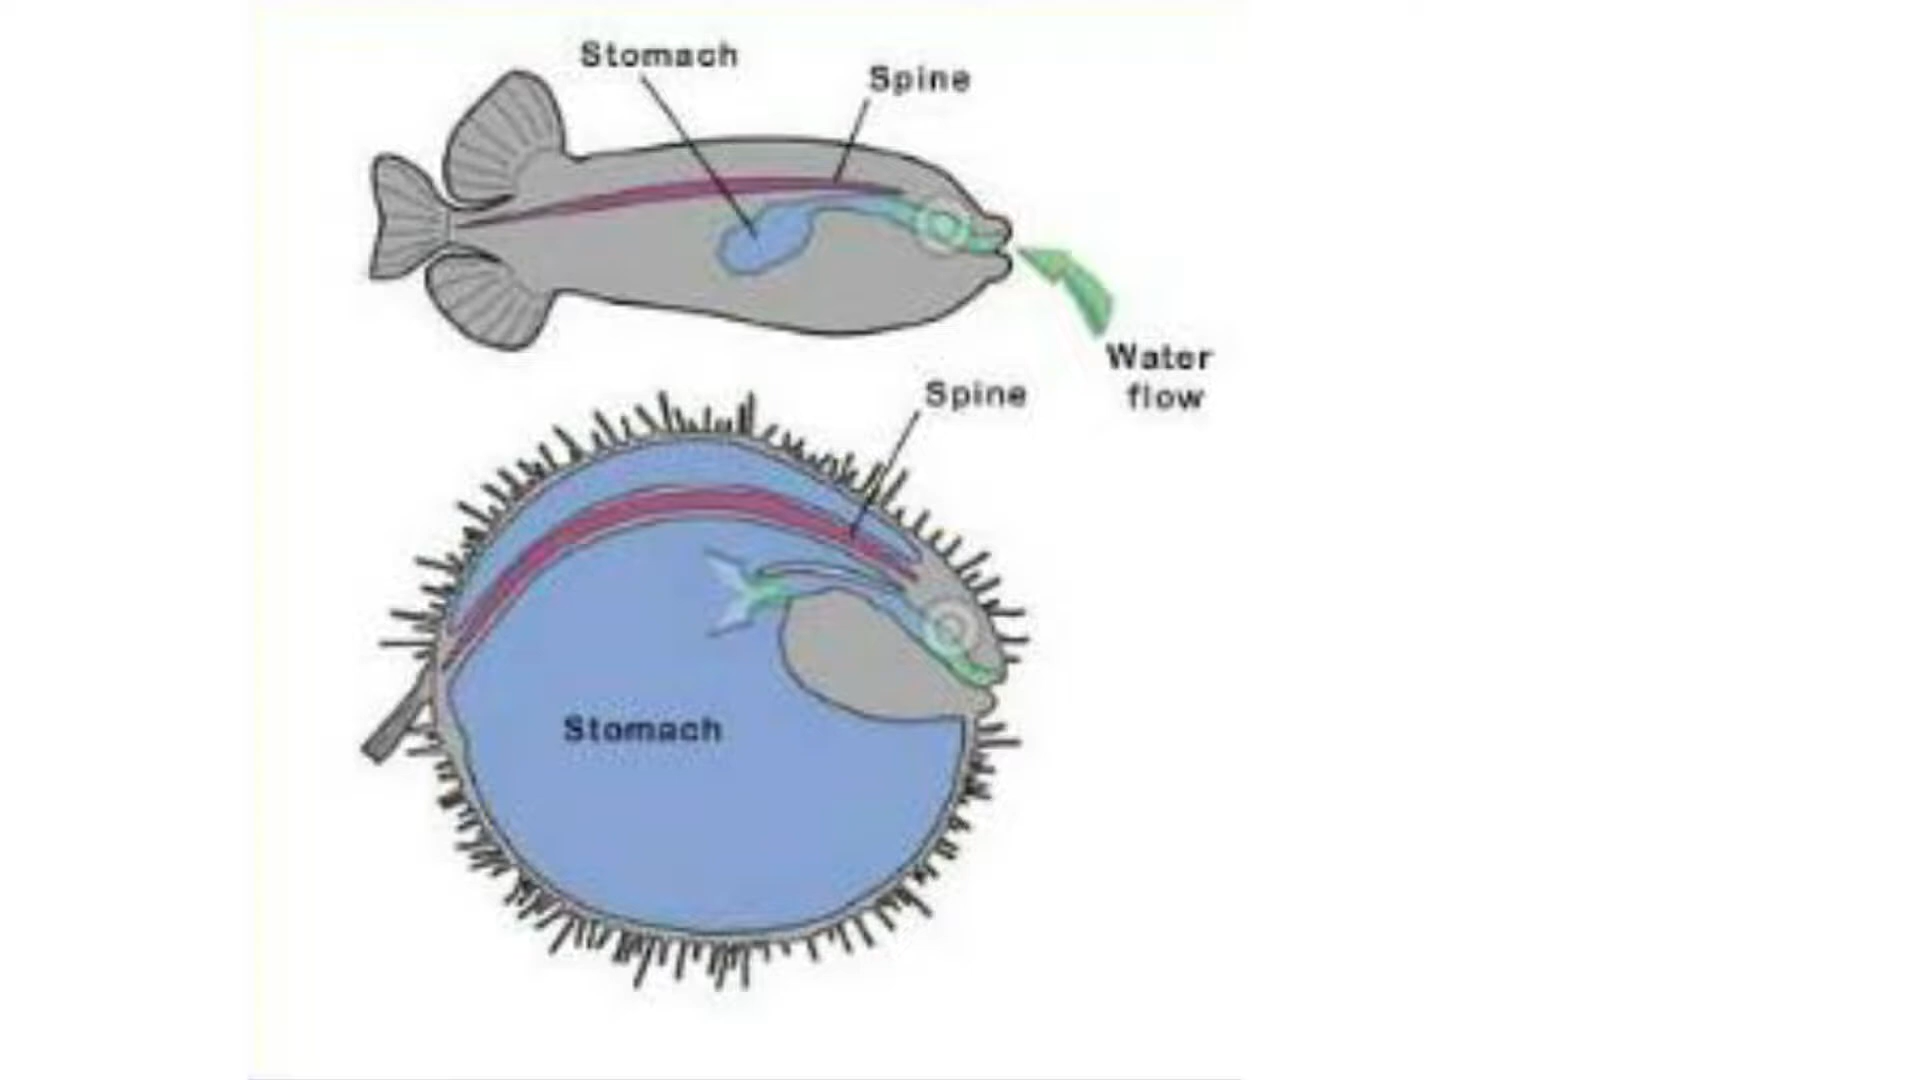 Stomach
Spine
Water
flow
Spine
Stomach